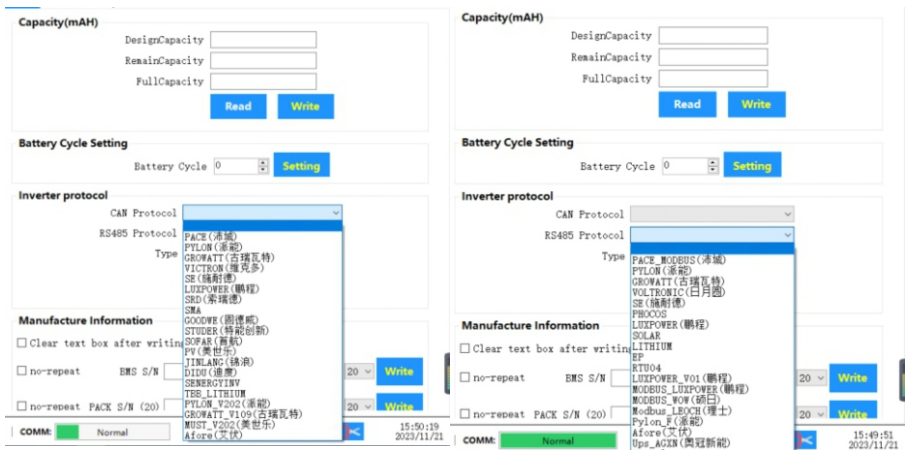 Capacity(mAH)
DesignCapacity
RemainCapacity
FullCapacity
Read Write
Battery Cycle Setting
Battery Cycle 0 Setting
Inverter protocol
CAN Protocol
RS485 Protocol
Type
PACE(沛城)
PYLON(派能)
GROWATT(古瑞瓦特)
VICTRON(维克多)
SE(施耐德)
LUXPOWER(鹏程)
SRD(索瑞德)
SMA
GOODWE(固德威)
STUDER(特能创新)
SOFAR(首航)
PV(美世乐)
JINLANG(锦浪)
DIDU(迪度)
SENERGYINV
TBB_LITHIUM
PYLON_V202(派能)
GROWATT_V109(古瑞瓦特)
MUST_V202(美世乐)
Afore(艾伏)
Manufacture Information
Clear text box after writing
no-repeat BMS S/N 20 Write
no-repeat PACK S/N (20) 20 Write
COMM: Normal 15:50:19
2023/11/21
Capacity(mAH)
DesignCapacity
RemainCapacity
FullCapacity
Read Write
Battery Cycle Setting
Battery Cycle 0 Setting
Inverter protocol
CAN Protocol
RS485 Protocol
Type
PACE_MODBUS(沛城)
PYLON(派能)
GROWATT(古瑞瓦特)
VOLTRONIC(日月圆)
SE(施耐德)
PHOCOS
LUXPOWER(鹏程)
SOLAR
LITHIUM
EP
RTU04
LUXPOWER_V01(鹏程)
MODBUS_LUXPOWER(鹏程)
MODBUS_WOW(硕日)
Modbus_LEOCH(理士)
Pylon_F(派能)
Afore(艾伏)
Ups_AGXN(奥冠新能)
Manufacture Information
Clear text box after writin
no-repeat BMS S/N 20 Write
no-repeat PACK S/N (20) 20 Write
COMM: Normal 15:49:51
2023/11/21